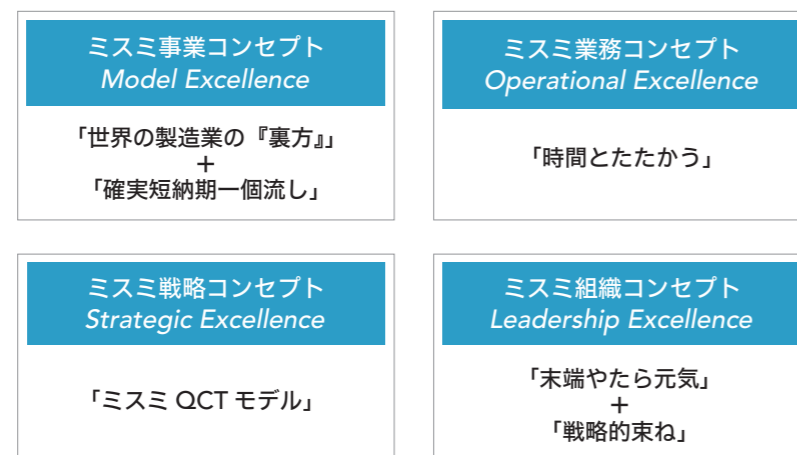 ミスミ事業コンセプト
Model Excellence
「世界の製造業の『裏方』」
+
「確実短納期一個流し」
ミスミ業務コンセプト
Operational Excellence
「時間とたたかう」
ミスミ戦略コンセプト
Strategic Excellence
「ミスミ QCT モデル」
ミスミ組織コンセプト
Leadership Excellence
「末端やたら元気」
+
「戦略的束ね」